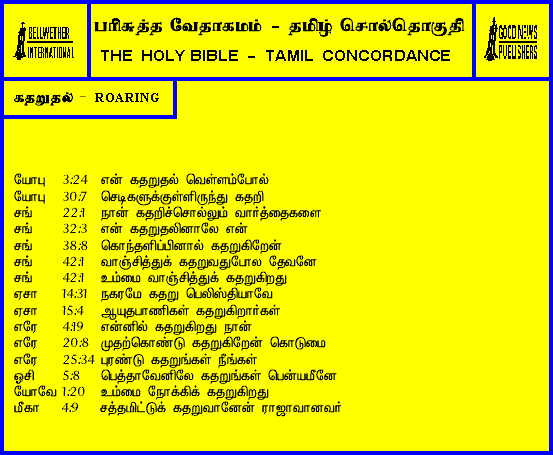 BELLWETHER
INTERNATIONAL
பரிசுத்த வேதாகமம் - தமிழ் சொல்தொகுதி
THE HOLY BIBLE - TAMIL CONCORDANCE
GOOD NEWS
PUBLISHERS
கதறுதல் - ROARING
யோபு 3:24 என் கதறுதல் வெள்ளம்போல்
யோபு 30:7 செடிகளுக்குள்ளிருந்து கதறி
சங் 22:1 நான் கதறிச்சொல்லும் வார்த்தைகளை
சங் 32:3 என் கதறுதலினாலே என்
சங் 38:8 கொந்தளிப்பினால் கதறுகிறேன்
சங் 42:1 வாஞ்சித்துக் கதறுவதுபோல தேவனே
சங் 42:1 உம்மை வாஞ்சித்துக் கதறுகிறது
ஏசா 14:31 நகரமே கதறு பெலிஸ்தியாவே
ஏசா 15:4 ஆயுதபாணிகள் கதறுகிறார்கள்
எரே 4:19 என்னில் கதறுகிறது நான்
எரே 20:8 முதற்கொண்டு கதறுகிறேன் கொடுமை
எரே 25:34 புரண்டு கதறுங்கள் நீங்கள்
ஓசி 5:8 பெத்தாவேனிலே கதறுங்கள் பென்யமீனே
யோவே 1:20 உம்மை நோக்கிக் கதறுகிறது
மீகா 4:9 சத்தமிட்டுக் கதறுவானேன் ராஜாவானவர்